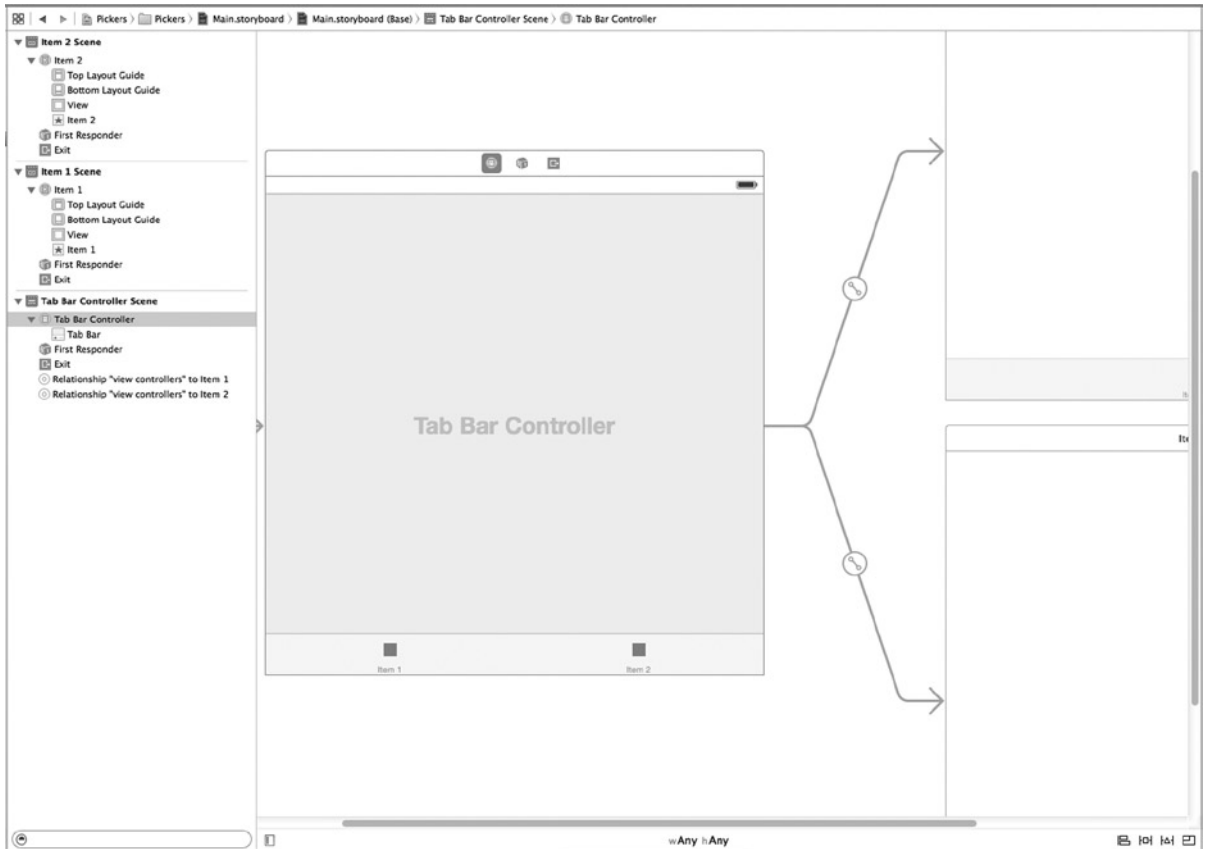 Pickers Pickers Main.storyboard Main.storyboard (Base) Tab Bar Controller Scene Tab Bar Controller
Item 2 Scene
Item 2
Top Layout Guide
Bottom Layout Guide
View
Item 2
First Responder
Exit
Item 1 Scene
Item 1
Top Layout Guide
Bottom Layout Guide
View
Item 1
First Responder
Exit
Tab Bar Controller Scene
Tab Bar Controller
Tab Bar
First Responder
Exit
Relationship "view controllers" to Item 1
Relationship "view controllers" to Item 2
Tab Bar Controller
Item 1 Item 2
wAny hAny